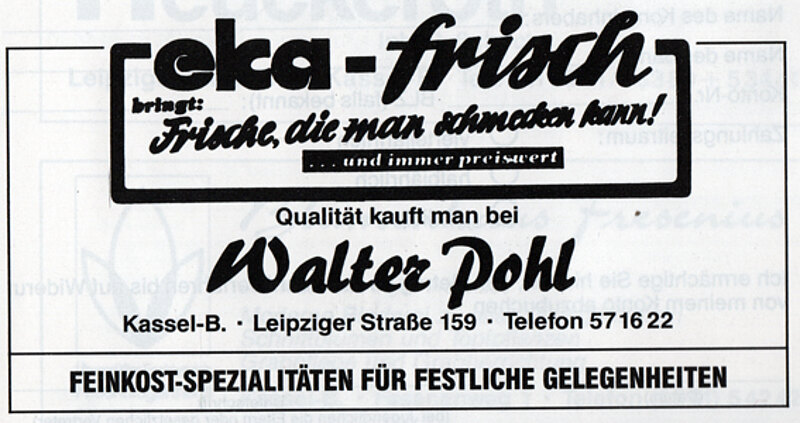 eka-frisch
bringt:
Frische, die man schmecken kann!
... und immer preiswert
Qualität kauft man bei
Walter Pohl
Kassel-B. · Leipziger Straße 159 · Telefon 57 16 22
FEINKOST-SPEZIALITÄTEN FÜR FESTLICHE GELEGENHEITEN